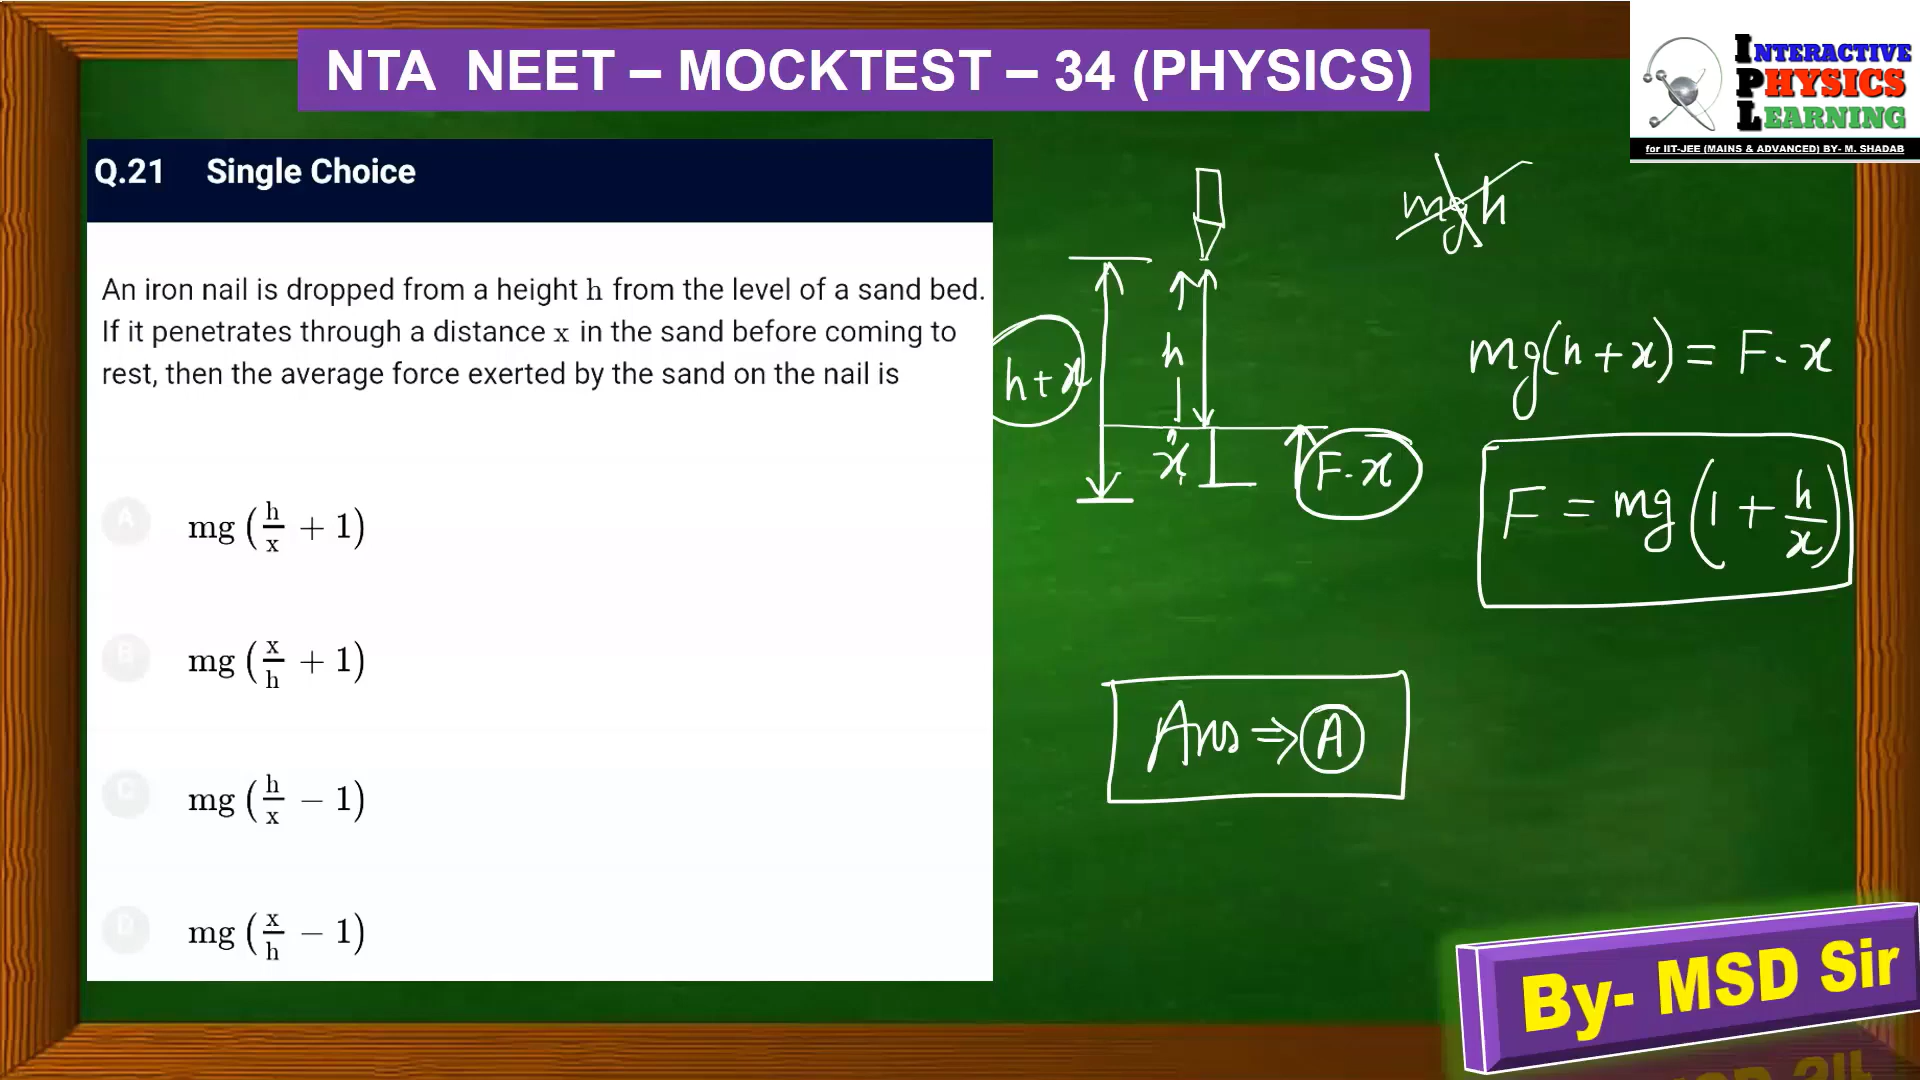 NTA NEET – MOCKTEST – 34 (PHYSICS)
INTERACTIVE
PHYSICS
LEARNING
for IIT-JEE (MAINS & ADVANCED) BY- M. SHADAB
Q.21 Single Choice
An iron nail is dropped from a height h from the level of a sand bed.
If it penetrates through a distance x in the sand before coming to
rest, then the average force exerted by the sand on the nail is
A mg (h/x + 1)
B mg (x/h + 1)
C mg (h/x − 1)
D mg (x/h − 1)
h+x
h
x
F·x
mgh
mg(h+x) = F·x
F = mg(1 + h/x)
Ans ⇒ A
By- MSD Sir